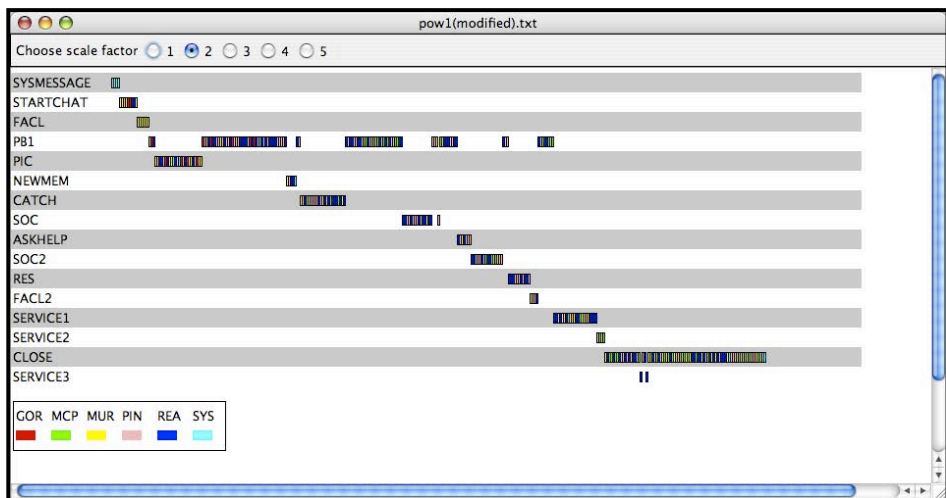 pow1(modified).txt
Choose scale factor 1 2 3 4 5
SYSMESSAGE
STARTCHAT
FACL
PB1
PIC
NEWMEM
CATCH
SOC
ASKHELP
SOC2
RES
FACL2
SERVICE1
SERVICE2
CLOSE
SERVICE3
GOR MCP MUR PIN REA SYS